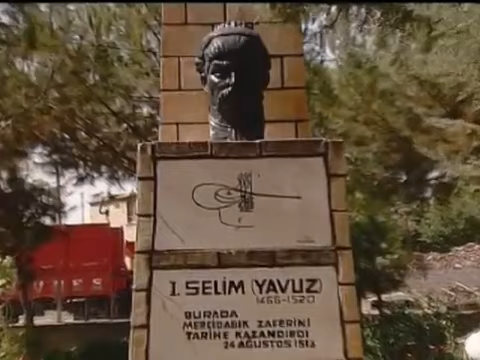 I. SELİM (YAVUZ)
1466-1520
BURADA
MERCİDABIK ZAFERİNİ
TARİHE KAZANDIRDI
24 AĞUSTOS 1516